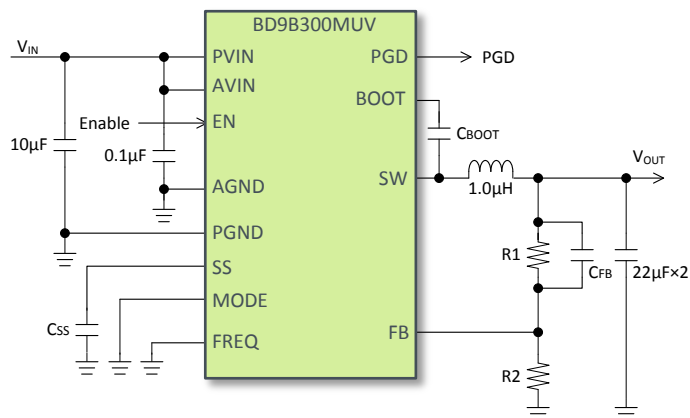 BD9B300MUV
VIN
PVIN
PGD
PGD
AVIN
BOOT
Enable
EN
10µF
0.1µF
CBOOT
VOUT
AGND
SW
1.0µH
PGND
SS
R1
CFB
22µF×2
MODE
CSS
FREQ
FB
R2